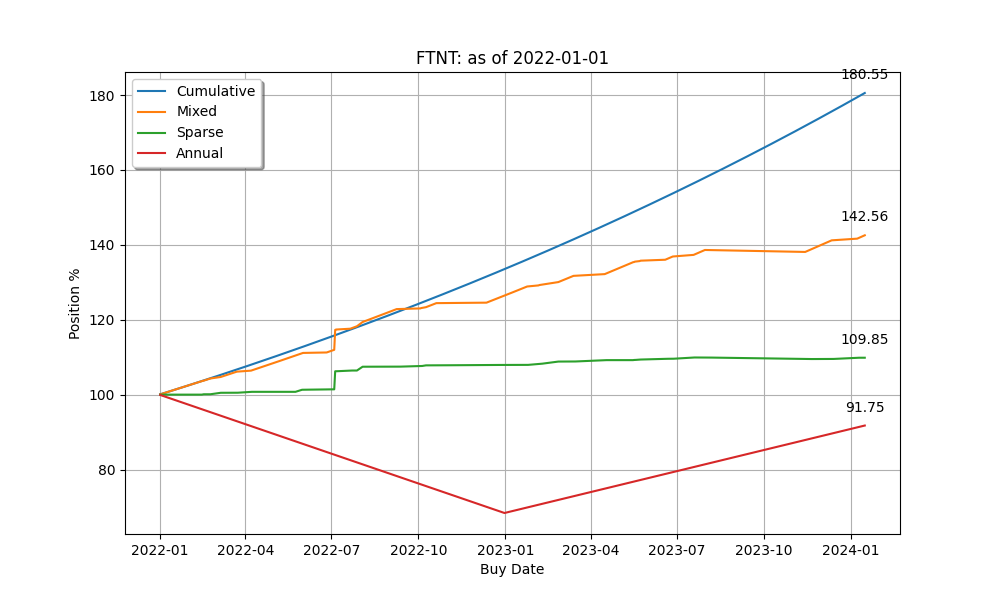 FTNT: as of 2022-01-01
Cumulative
Mixed
Sparse
Annual
180.55
142.56
109.85
91.75
180
160
140
120
100
80
Position %
2022-01 2022-04 2022-07 2022-10 2023-01 2023-04 2023-07 2023-10 2024-01
Buy Date